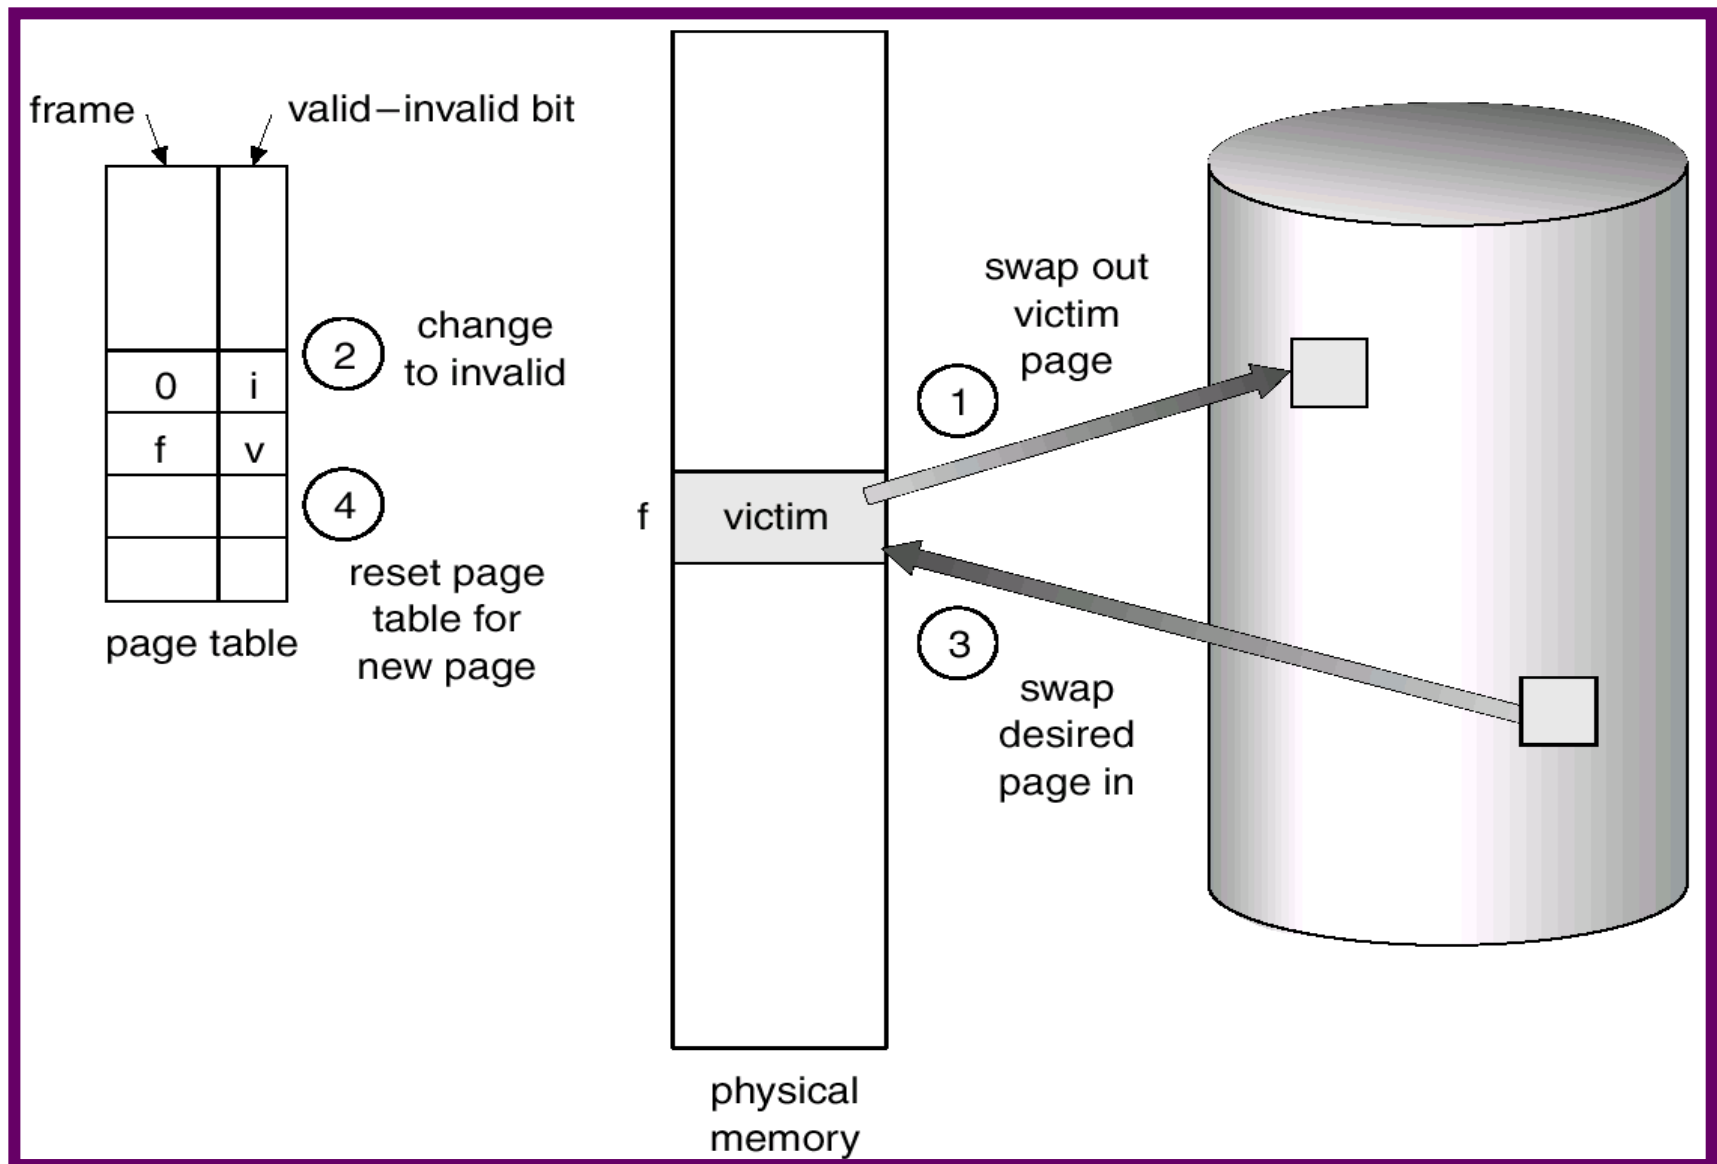 frame
valid–invalid bit
0
i
f
v
2
change
to invalid
4
reset page
table for
new page
page table
f
victim
physical
memory
1
swap out
victim
page
3
swap
desired
page in